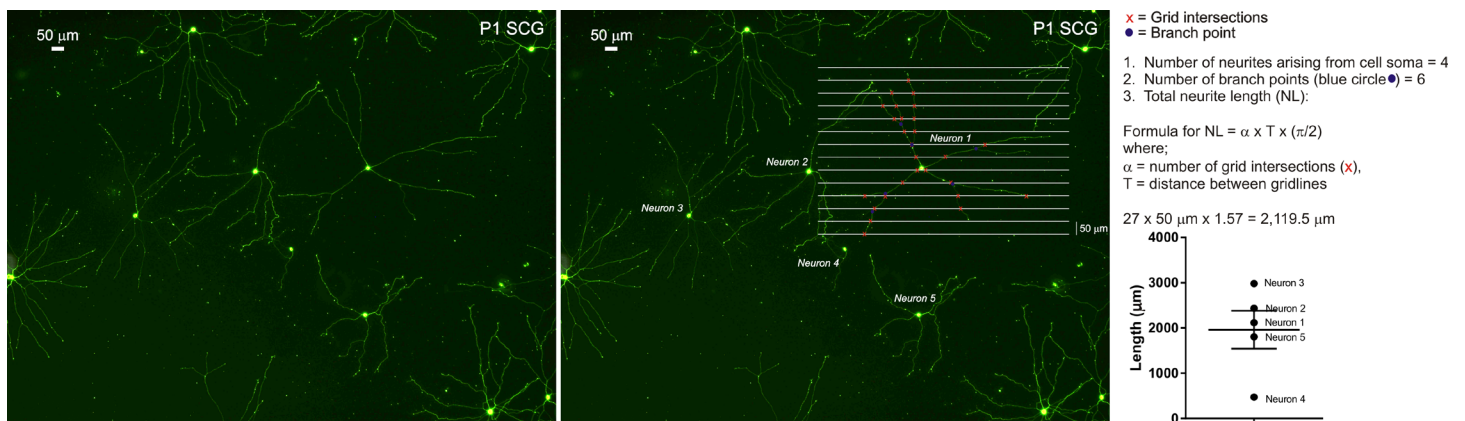 50 µm
P1 SCG
50 µm
P1 SCG
Neuron 1
Neuron 2
Neuron 3
50 µm
Neuron 4
Neuron 5
x = Grid intersections
● = Branch point
1. Number of neurites arising from cell soma = 4
2. Number of branch points (blue circle●) = 6
3. Total neurite length (NL):
Formula for NL = α x T x (π/2)
where;
α = number of grid intersections (x),
T = distance between gridlines
27 x 50 µm x 1.57 = 2,119.5 µm
Length (µm)
4000
3000
2000
1000
0
Neuron 3
Neuron 2
Neuron 1
Neuron 5
Neuron 4